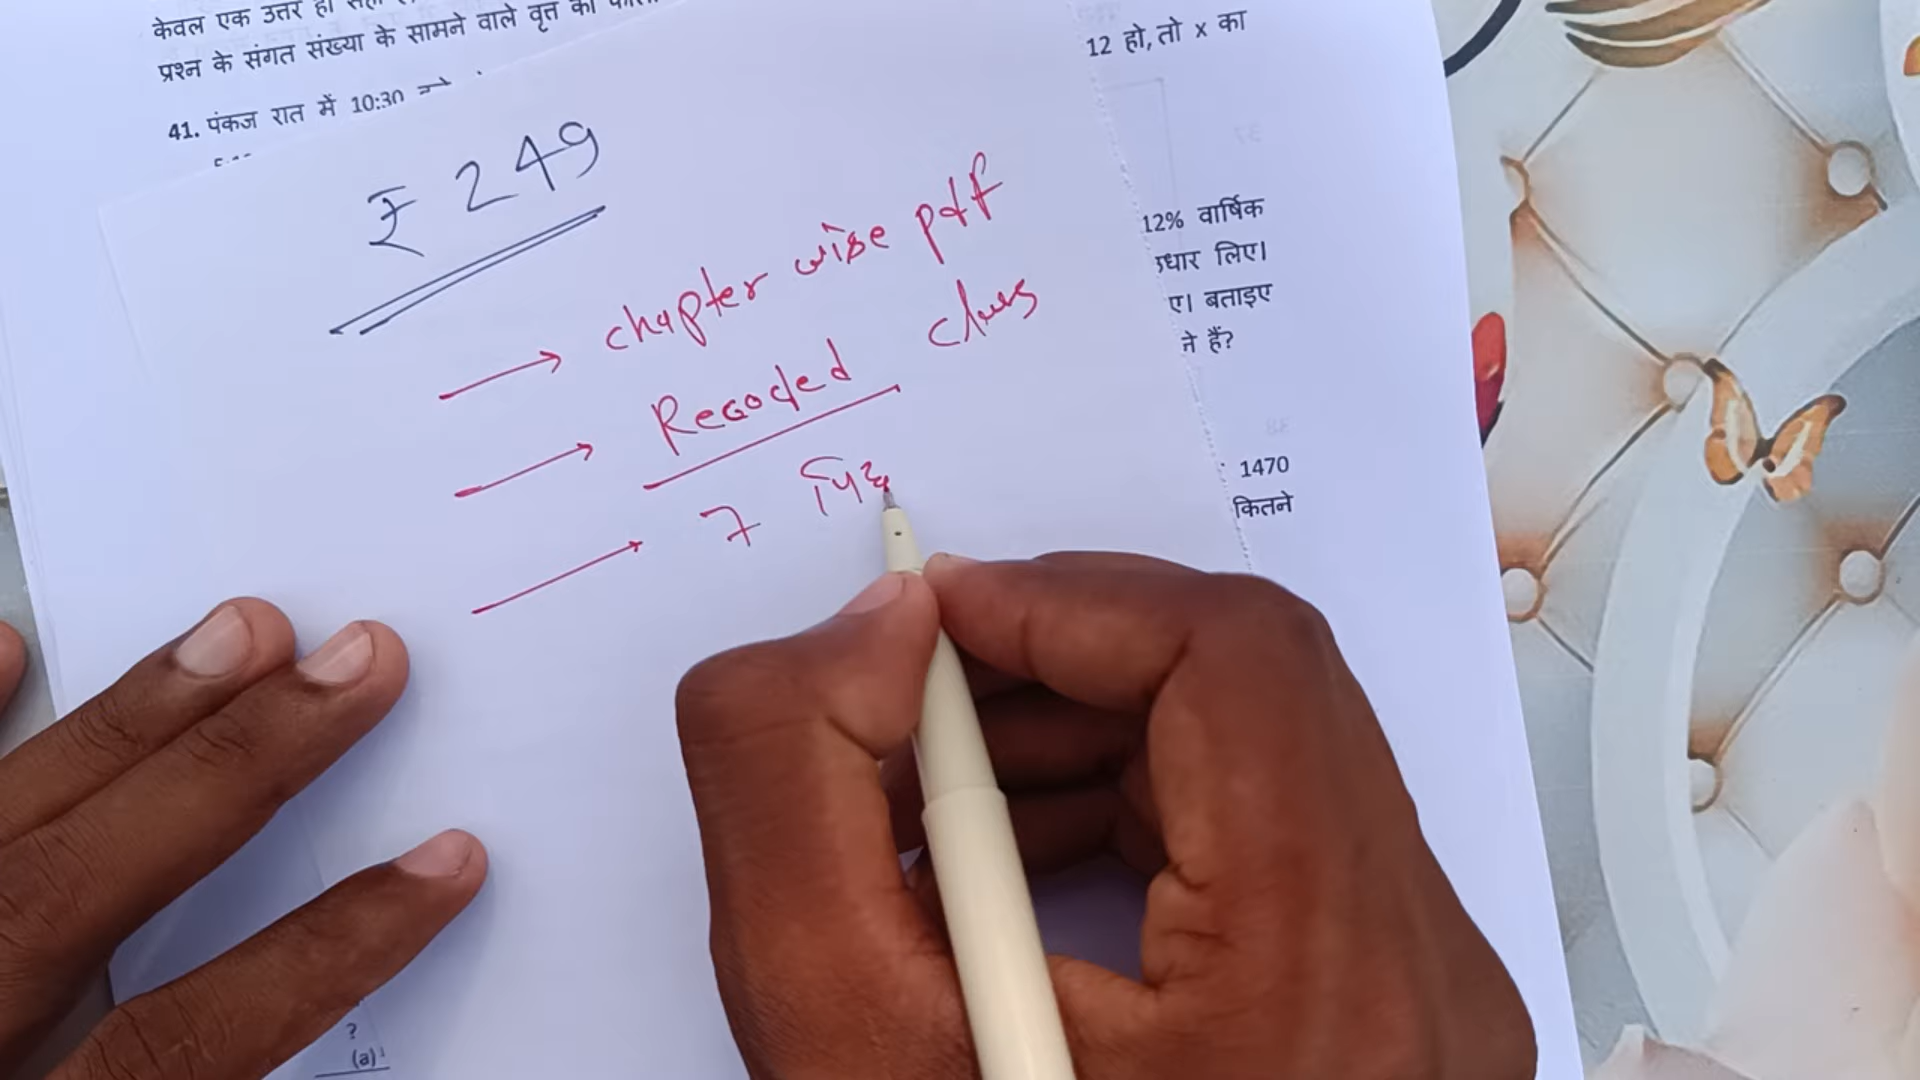 केवल एक उत्तर ही
प्रश्न के संगत संख्या के सामने वाले वृत्त को
41. पंकज रात में 10:30
₹ 249
chapter wise pdf
Recoded class
7
12 हो, तो x का
12% वार्षिक
उधार लिए।
ए। बताइए
ने हैं?
1470
कितने
?
(a)